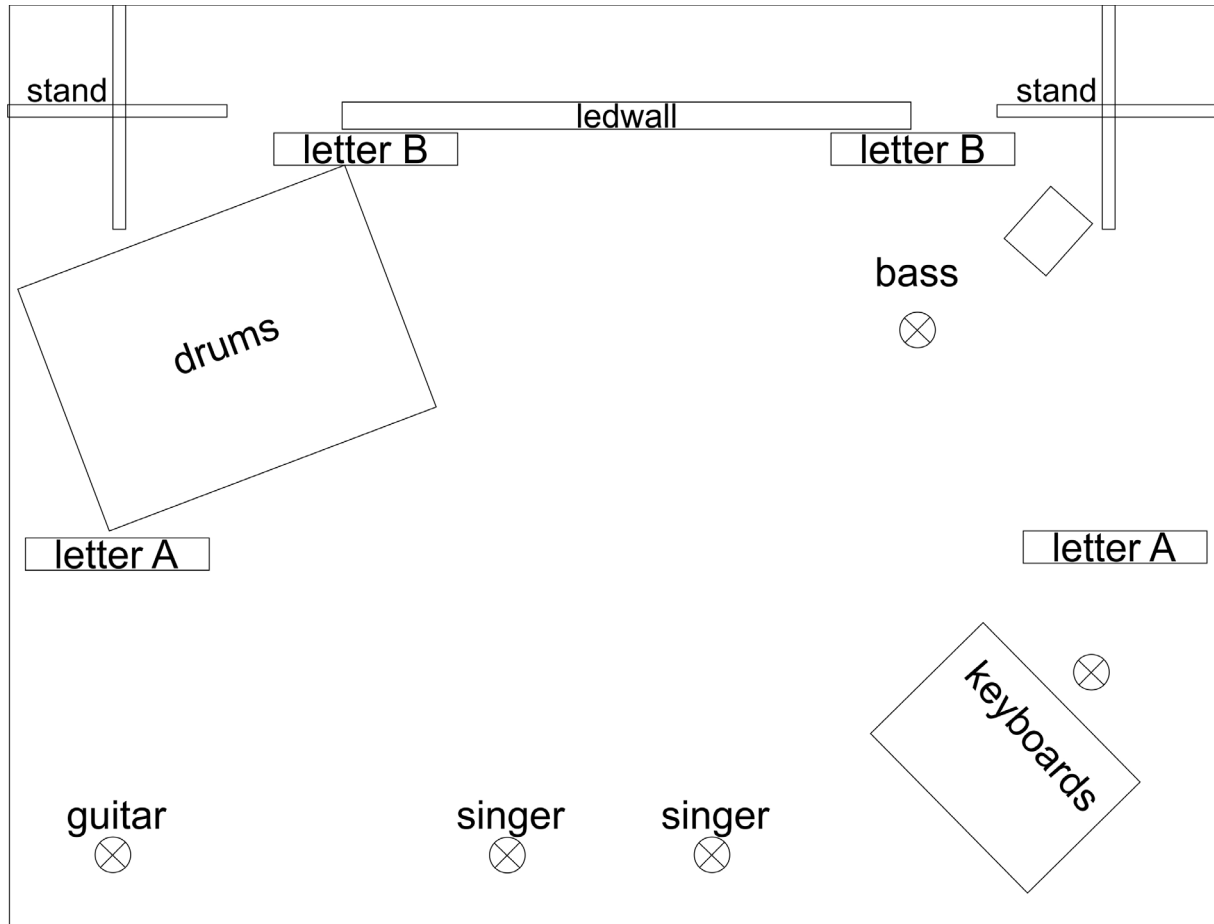 stand
stand
ledwall
letter B
letter B
bass
drums
letter A
letter A
keyboards
guitar
singer
singer